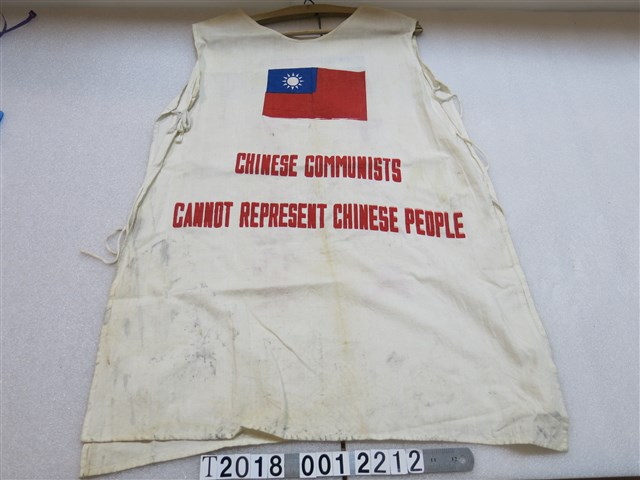 CHINESE COMMUNISTS
CANNOT REPRESENT CHINESE PEOPLE
T2018 001 2212